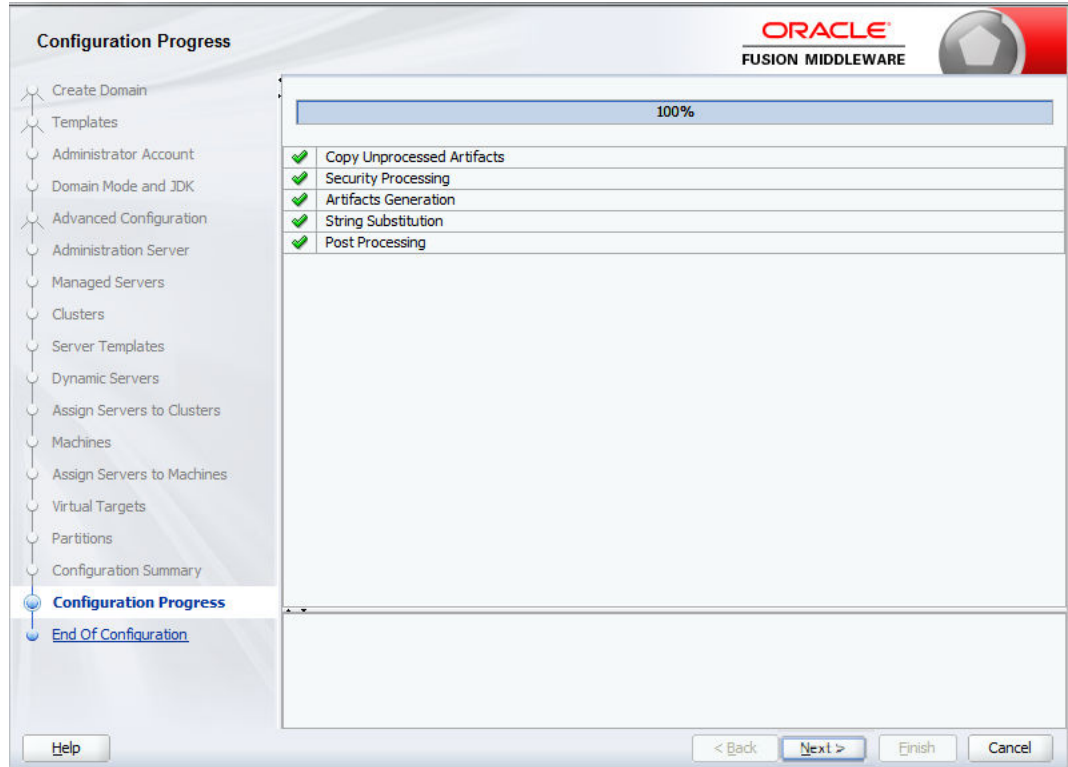 Configuration Progress
ORACLE
FUSION MIDDLEWARE
Create Domain
Templates
Administrator Account
Domain Mode and JDK
Advanced Configuration
Administration Server
Managed Servers
Clusters
Server Templates
Dynamic Servers
Assign Servers to Clusters
Machines
Assign Servers to Machines
Virtual Targets
Partitions
Configuration Summary
Configuration Progress
End Of Configuration
100%
Copy Unprocessed Artifacts
Security Processing
Artifacts Generation
String Substitution
Post Processing
Help
< Back
Next >
Finish
Cancel